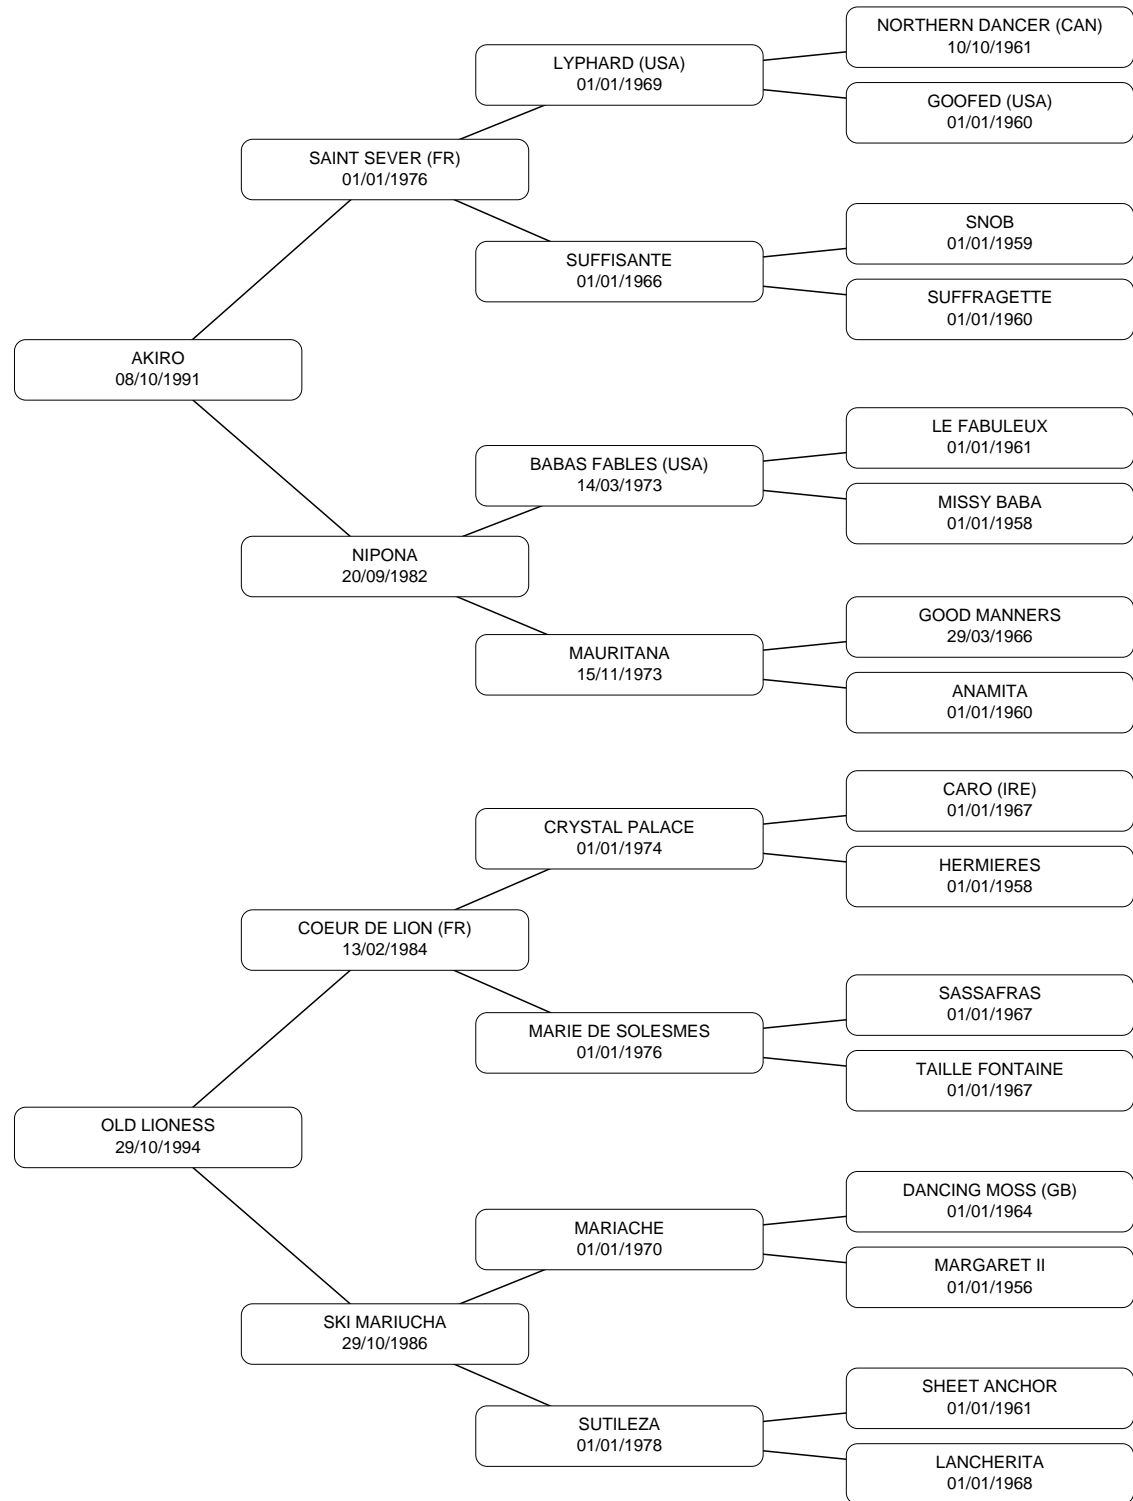 NORTHERN DANCER (CAN)
10/10/1961
LYPHARD (USA)
01/01/1969
GOOFED (USA)
01/01/1960
SAINT SEVER (FR)
01/01/1976
SNOB
01/01/1959
SUFFISANTE
01/01/1966
SUFFRAGETTE
01/01/1960
AKIRO
08/10/1991
LE FABULEUX
01/01/1961
BABAS FABLES (USA)
14/03/1973
MISSY BABA
01/01/1958
NIPONA
20/09/1982
GOOD MANNERS
29/03/1966
MAURITANA
15/11/1973
ANAMITA
01/01/1960
CARO (IRE)
01/01/1967
CRYSTAL PALACE
01/01/1974
HERMIERES
01/01/1958
COEUR DE LION (FR)
13/02/1984
SASSAFRAS
01/01/1967
MARIE DE SOLESMES
01/01/1976
TAILLE FONTAINE
01/01/1967
OLD LIONESS
29/10/1994
DANCING MOSS (GB)
01/01/1964
MARIACHE
01/01/1970
MARGARET II
01/01/1956
SKI MARIUCHA
29/10/1986
SHEET ANCHOR
01/01/1961
SUTILEZA
01/01/1978
LANCHERITA
01/01/1968